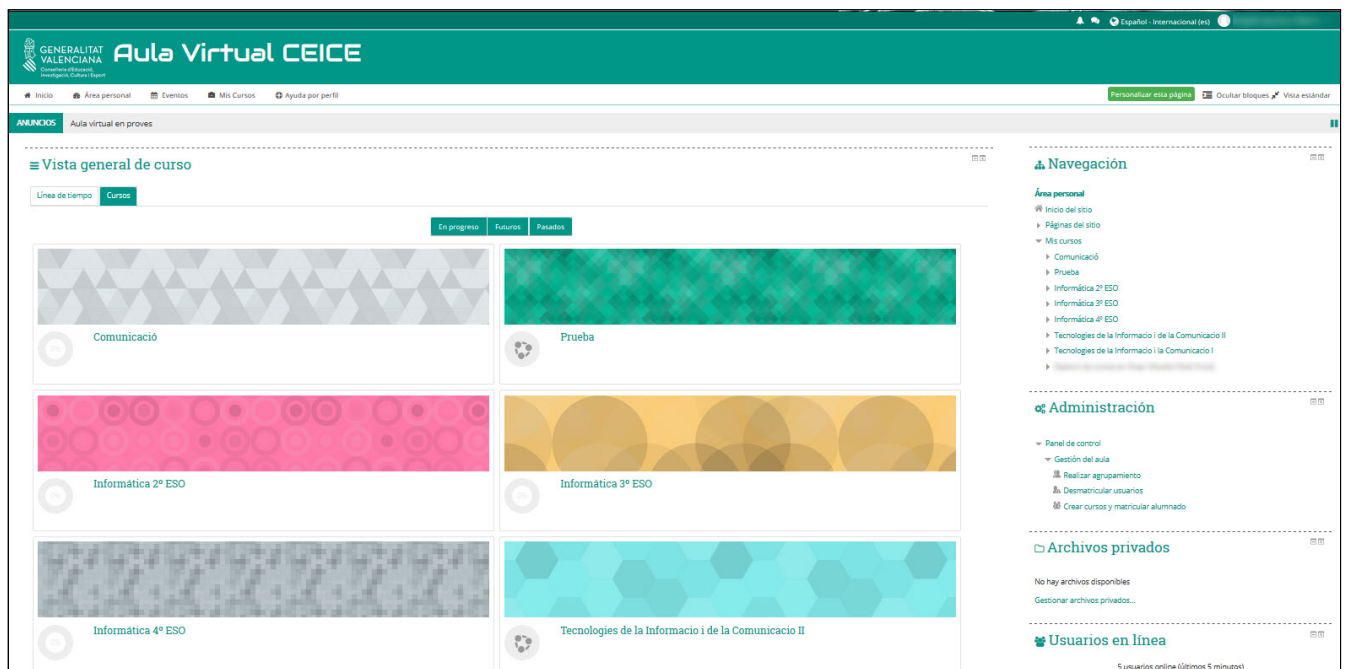 Español - Internacional (es)
GENERALITAT
VALENCIANA
Conselleria d'Educació,
Investigació, Cultura i Esport
Aula Virtual CEICE
Inicio
Área personal
Eventos
Mis Cursos
Ayuda por perfil
Personalizar esta página
Ocultar bloques
Vista estándar
ANUNCIOS
Aula virtual en proves
Vista general de curso
Línea de tiempo
Cursos
En progreso
Futuros
Pasados
Comunicació
Prueba
Informática 2º ESO
Informática 3º ESO
Informática 4º ESO
Tecnologies de la Informacio i de la Comunicacio II
Navegación
Área personal
Inicio del sitio
Páginas del sitio
Mis cursos
Comunicació
Prueba
Informática 2º ESO
Informática 3º ESO
Informática 4º ESO
Tecnologies de la Informacio i de la Comunicacio II
Tecnologies de la Informacio i la Comunicacio I
Administración
Panel de control
Gestión del aula
Realizar agrupamiento
Desmatricular usuarios
Crear cursos y matricular alumnado
Archivos privados
No hay archivos disponibles
Gestionar archivos privados...
Usuarios en línea
5 usuarios online (últimos 5 minutos)